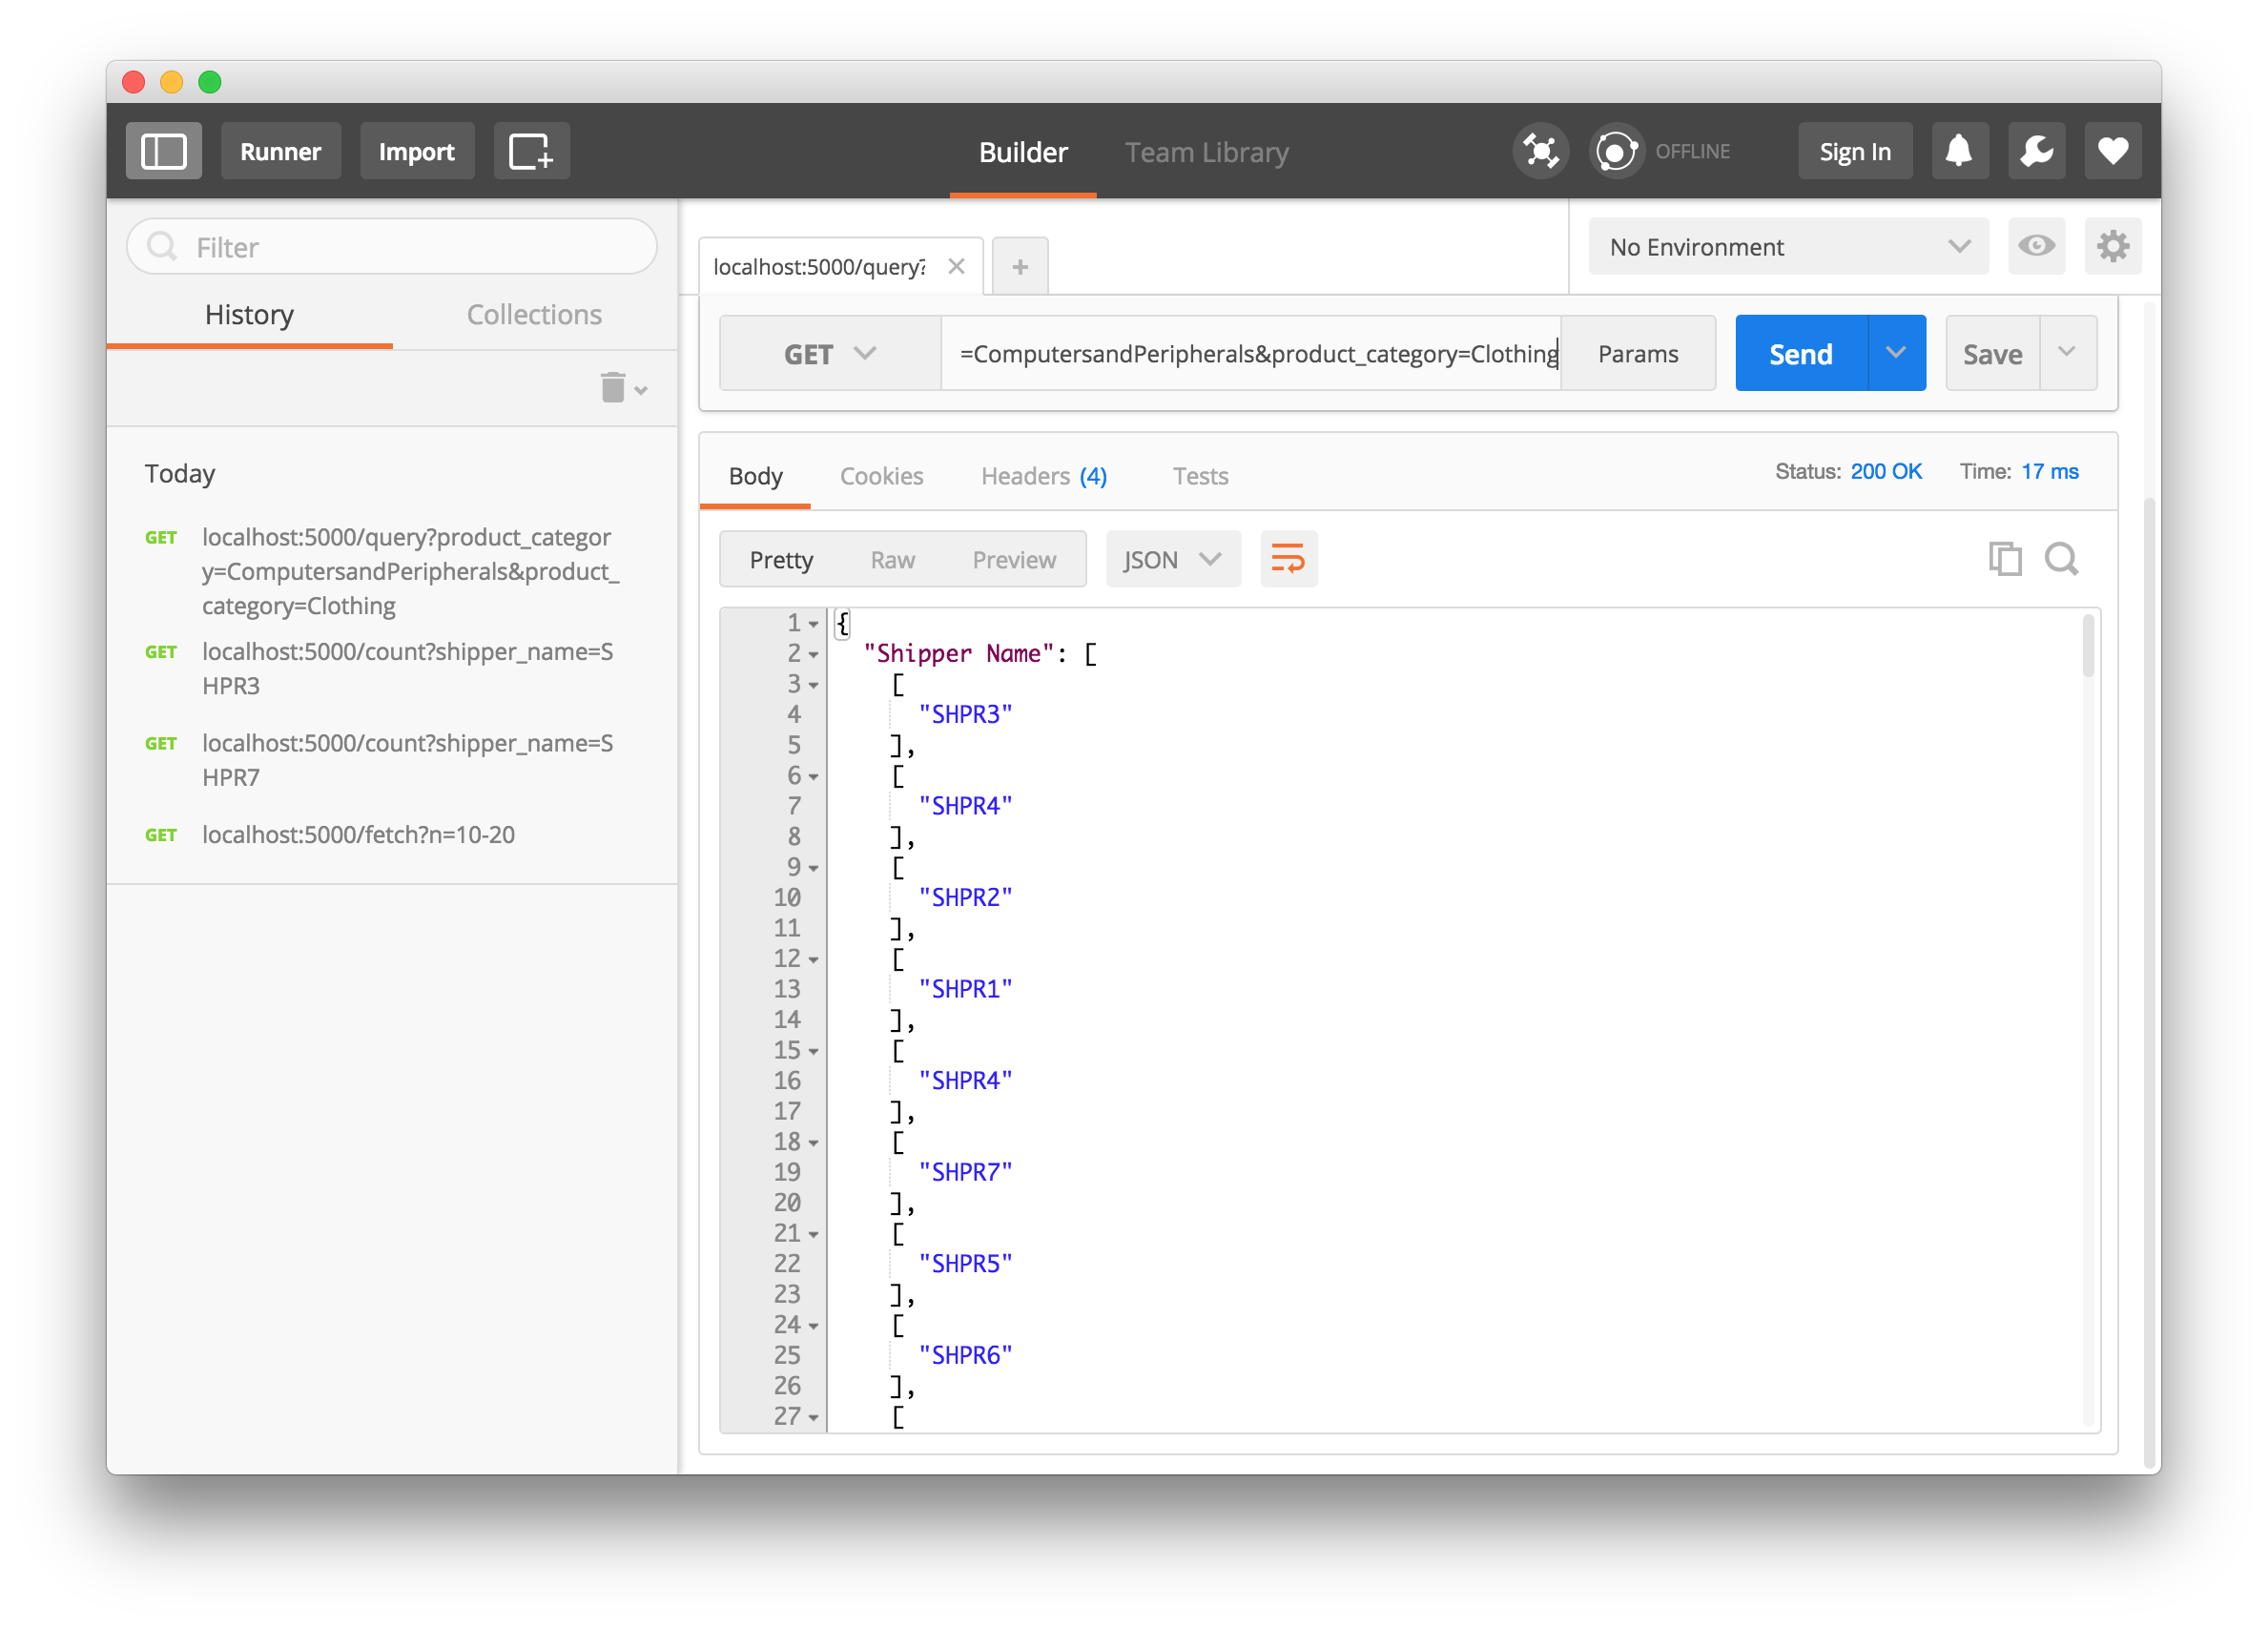 Runner Import Builder Team Library OFFLINE Sign In
Filter
History Collections
Today
GET localhost:5000/query?product_categor
y=ComputersandPeripherals&product_
category=Clothing
GET localhost:5000/count?shipper_name=S
HPR3
GET localhost:5000/count?shipper_name=S
HPR7
GET localhost:5000/fetch?n=10-20
localhost:5000/query? No Environment
GET =ComputersandPeripherals&product_category=Clothing Params Send Save
Body Cookies Headers (4) Tests Status: 200 OK Time: 17 ms
Pretty Raw Preview JSON
1 {
2 "Shipper Name": [
3 [
4 "SHPR3"
5 ],
6 [
7 "SHPR4"
8 ],
9 [
10 "SHPR2"
11 ],
12 [
13 "SHPR1"
14 ],
15 [
16 "SHPR4"
17 ],
18 [
19 "SHPR7"
20 ],
21 [
22 "SHPR5"
23 ],
24 [
25 "SHPR6"
26 ],
27 [